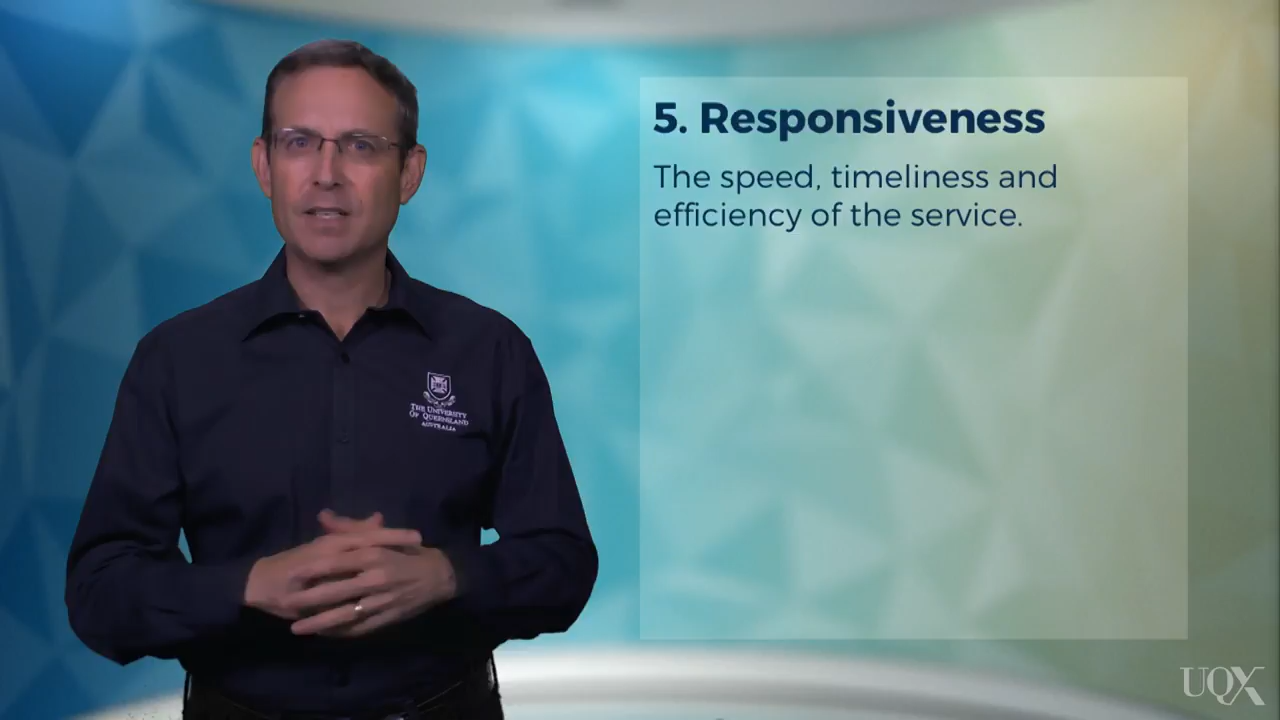 5. Responsiveness
The speed, timeliness and
efficiency of the service.
THE UNIVERSITY
OF QUEENSLAND
AUSTRALIA
UQX